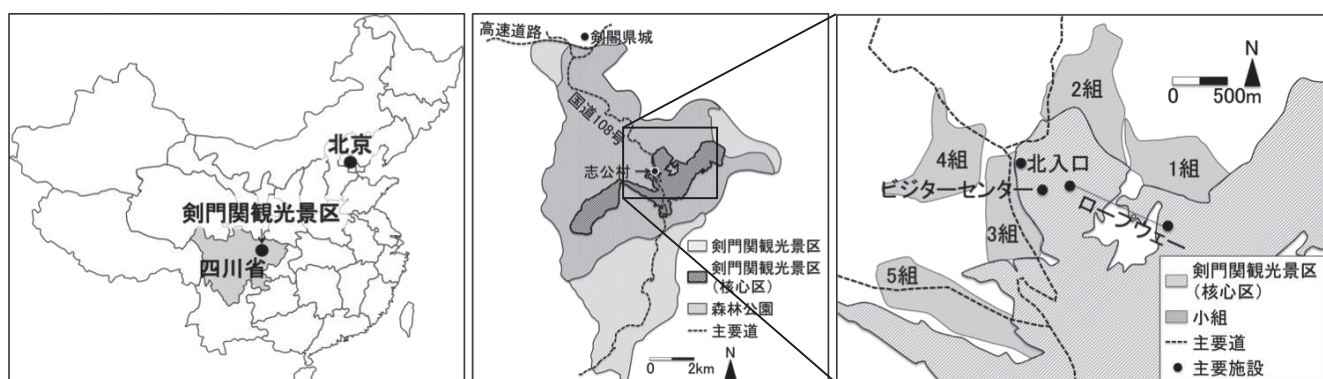 北京
剣門関観光景区
四川省
高速道路
剣閣県城
国道108号
志公村
剣門関観光景区
剣門関観光景区
(核心区)
森林公園
主要道
0 2km
N
N
0 500m
2組
1組
4組
北入口
ビジターセンター
ロープウェー
3組
5組
剣門関観光景区
(核心区)
小組
主要道
主要施設